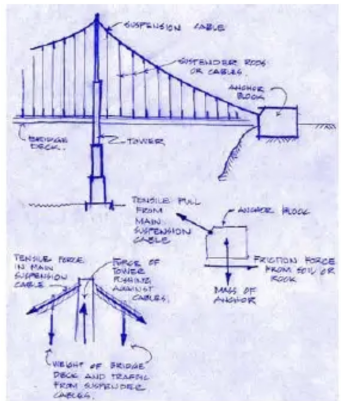 SUSPENSION CABLE
SUSPENDER RODS
OR CABLES.
ANCHOR
BLOCK
BRIDGE
DECK.
TOWER
TENSILE PULL
FROM
MAIN
SUSPENSION
CABLE
ANCHOR BLOCK
TENSILE FORCE
IN MAIN
SUSPENSION
CABLE
FORCE OF
TOWER
PUSHING
AGAINST
CABLES.
FRICTION FORCE
FROM SOIL OR
ROCK
MASS OF
ANCHOR
WEIGHT OF BRIDGE
DECK AND TRAFFIC
FROM SUSPENDER
CABLES.